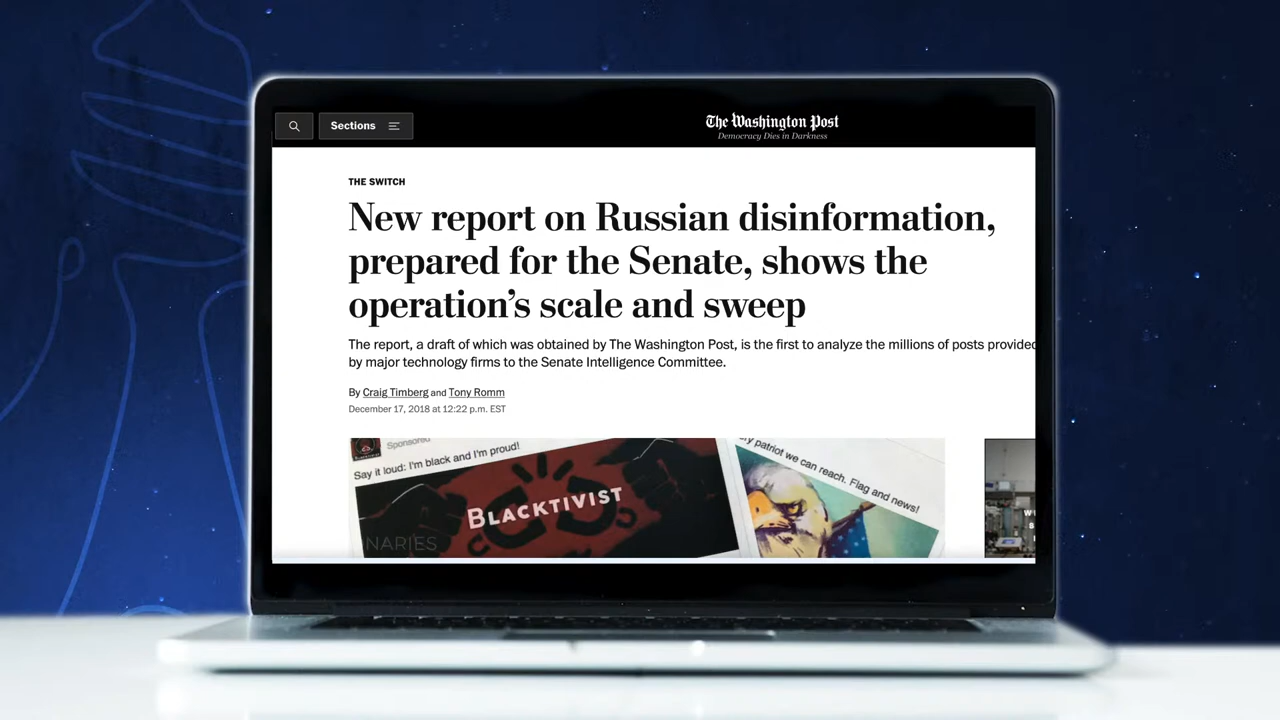 Sections
The Washington Post
Democracy Dies in Darkness
THE SWITCH
New report on Russian disinformation,
prepared for the Senate, shows the
operation's scale and sweep
The report, a draft of which was obtained by The Washington Post, is the first to analyze the millions of posts provided
by major technology firms to the Senate Intelligence Committee.
By Craig Timberg and Tony Romm
December 17, 2018 at 12:22 p.m. EST
Sponsored
Say it loud: I'm black and I'm proud!
BLACKTIVIST
patriot we can reach. Flag and news!
NARIES